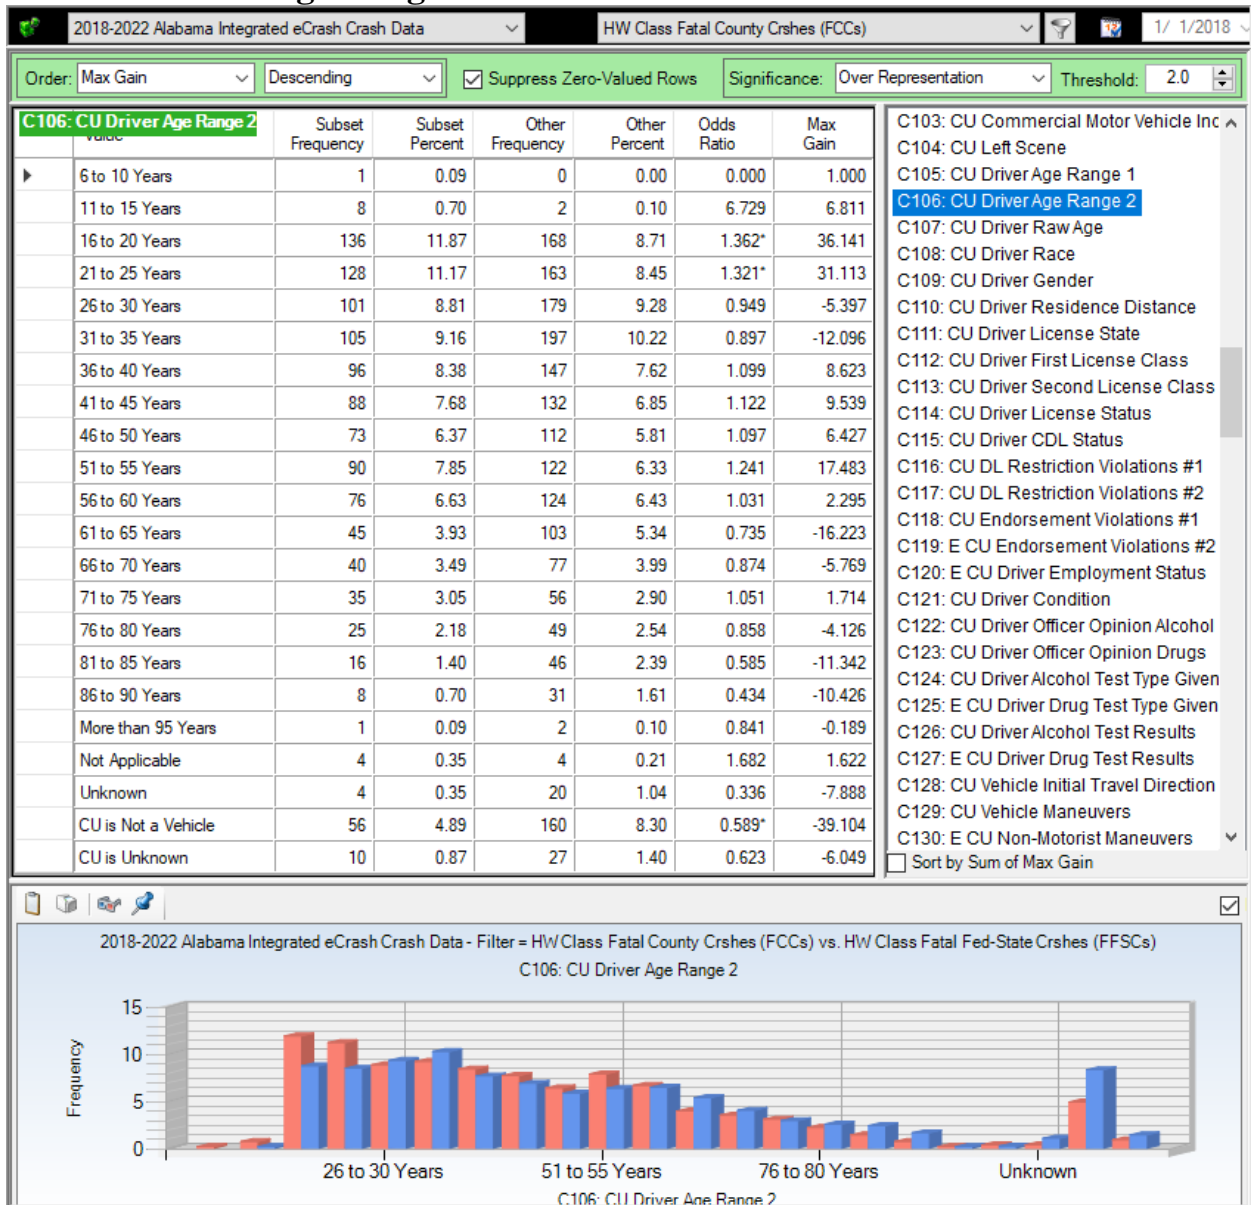 2018-2022 Alabama Integrated eCrash Crash Data HW Class Fatal County Crshes (FCCs) 1/ 1/2018
Order: Max Gain Descending Suppress Zero-Valued Rows Significance: Over Representation Threshold: 2.0
C106: CU Driver Age Range 2 Subset Frequency Subset Percent Other Frequency Other Percent Odds Ratio Max Gain
6 to 10 Years 1 0.09 0 0.00 0.000 1.000
11 to 15 Years 8 0.70 2 0.10 6.729 6.811
16 to 20 Years 136 11.87 168 8.71 1.362* 36.141
21 to 25 Years 128 11.17 163 8.45 1.321* 31.113
26 to 30 Years 101 8.81 179 9.28 0.949 -5.397
31 to 35 Years 105 9.16 197 10.22 0.897 -12.096
36 to 40 Years 96 8.38 147 7.62 1.099 8.623
41 to 45 Years 88 7.68 132 6.85 1.122 9.539
46 to 50 Years 73 6.37 112 5.81 1.097 6.427
51 to 55 Years 90 7.85 122 6.33 1.241 17.483
56 to 60 Years 76 6.63 124 6.43 1.031 2.295
61 to 65 Years 45 3.93 103 5.34 0.735 -16.223
66 to 70 Years 40 3.49 77 3.99 0.874 -5.769
71 to 75 Years 35 3.05 56 2.90 1.051 1.714
76 to 80 Years 25 2.18 49 2.54 0.858 -4.126
81 to 85 Years 16 1.40 46 2.39 0.585 -11.342
86 to 90 Years 8 0.70 31 1.61 0.434 -10.426
More than 95 Years 1 0.09 2 0.10 0.841 -0.189
Not Applicable 4 0.35 4 0.21 1.682 1.622
Unknown 4 0.35 20 1.04 0.336 -7.888
CU is Not a Vehicle 56 4.89 160 8.30 0.589* -39.104
CU is Unknown 10 0.87 27 1.40 0.623 -6.049
C103: CU Commercial Motor Vehicle Inc
C104: CU Left Scene
C105: CU Driver Age Range 1
C106: CU Driver Age Range 2
C107: CU Driver Raw Age
C108: CU Driver Race
C109: CU Driver Gender
C110: CU Driver Residence Distance
C111: CU Driver License State
C112: CU Driver First License Class
C113: CU Driver Second License Class
C114: CU Driver License Status
C115: CU Driver CDL Status
C116: CU DL Restriction Violations #1
C117: CU DL Restriction Violations #2
C118: CU Endorsement Violations #1
C119: E CU Endorsement Violations #2
C120: E CU Driver Employment Status
C121: CU Driver Condition
C122: CU Driver Officer Opinion Alcohol
C123: CU Driver Officer Opinion Drugs
C124: CU Driver Alcohol Test Type Given
C125: E CU Driver Drug Test Type Given
C126: CU Driver Alcohol Test Results
C127: E CU Driver Drug Test Results
C128: CU Vehicle Initial Travel Direction
C129: CU Vehicle Maneuvers
C130: E CU Non-Motorist Maneuvers
Sort by Sum of Max Gain
2018-2022 Alabama Integrated eCrash Crash Data - Filter = HW Class Fatal County Crshes (FCCs) vs. HW Class Fatal Fed-State Crshes (FFSCs)
C106: CU Driver Age Range 2
Frequency
15
10
5
0
26 to 30 Years 51 to 55 Years 76 to 80 Years Unknown
C106: CU Driver Age Range 2